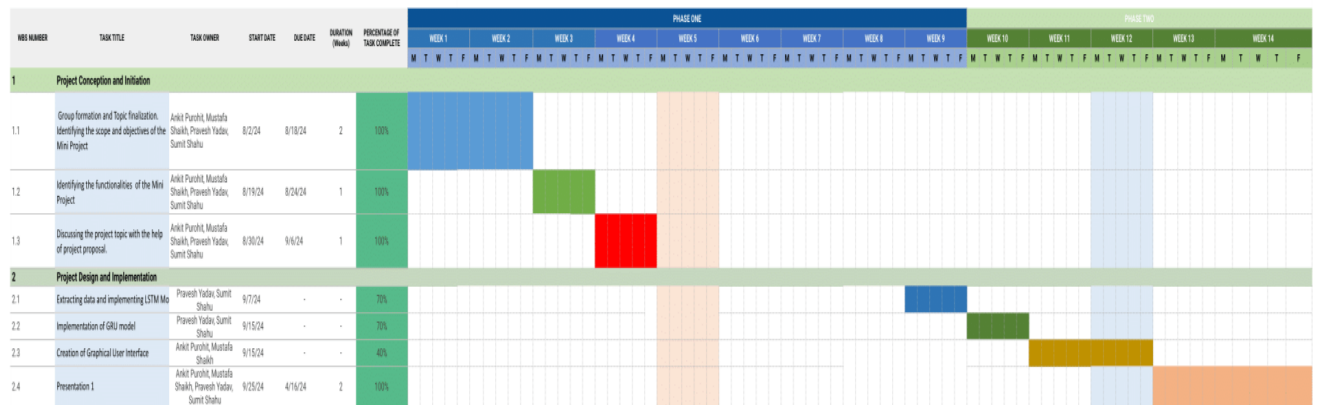 PHASE ONE PHASE TWO
WBS NUMBER TASK TITLE TASK OWNER START DATE DUE DATE DURATION (Weeks) PERCENTAGE OF TASK COMPLETE WEEK 1 WEEK 2 WEEK 3 WEEK 4 WEEK 5 WEEK 6 WEEK 7 WEEK 8 WEEK 9 WEEK 10 WEEK 11 WEEK 12 WEEK 13 WEEK 14
M T W T F M T W T F M T W T F M T W T F M T W T F M T W T F M T W T F M T W T F M T W T F M T W T F M T W T F M T W T F M T W T F M T W T F
1 Project Conception and Initiation
1.1 Group formation and Topic finalization. Identifying the scope and objectives of the Mini Project Ankit Purohit, Mustafa Shaikh, Pravesh Yadav, Sumit Shahu 8/2/24 8/18/24 2 100%
1.2 Identifying the functionalities of the Mini Project Ankit Purohit, Mustafa Shaikh, Pravesh Yadav, Sumit Shahu 8/19/24 8/24/24 1 100%
1.3 Discussing the project topic with the help of project proposal. Ankit Purohit, Mustafa Shaikh, Pravesh Yadav, Sumit Shahu 8/30/24 9/6/24 1 100%
2 Project Design and Implementation
2.1 Extracting data and implementing LSTM Mo Pravesh Yadav, Sumit Shahu 9/7/24 - - 70%
2.2 Implementation of GRU model Pravesh Yadav, Sumit Shahu 9/15/24 - - 70%
2.3 Creation of Graphical User Interface Ankit Purohit, Mustafa Shaikh 9/15/24 - - 40%
2.4 Presentation 1 Ankit Purohit, Mustafa Shaikh, Pravesh Yadav, Sumit Shahu 9/25/24 4/16/24 2 100%